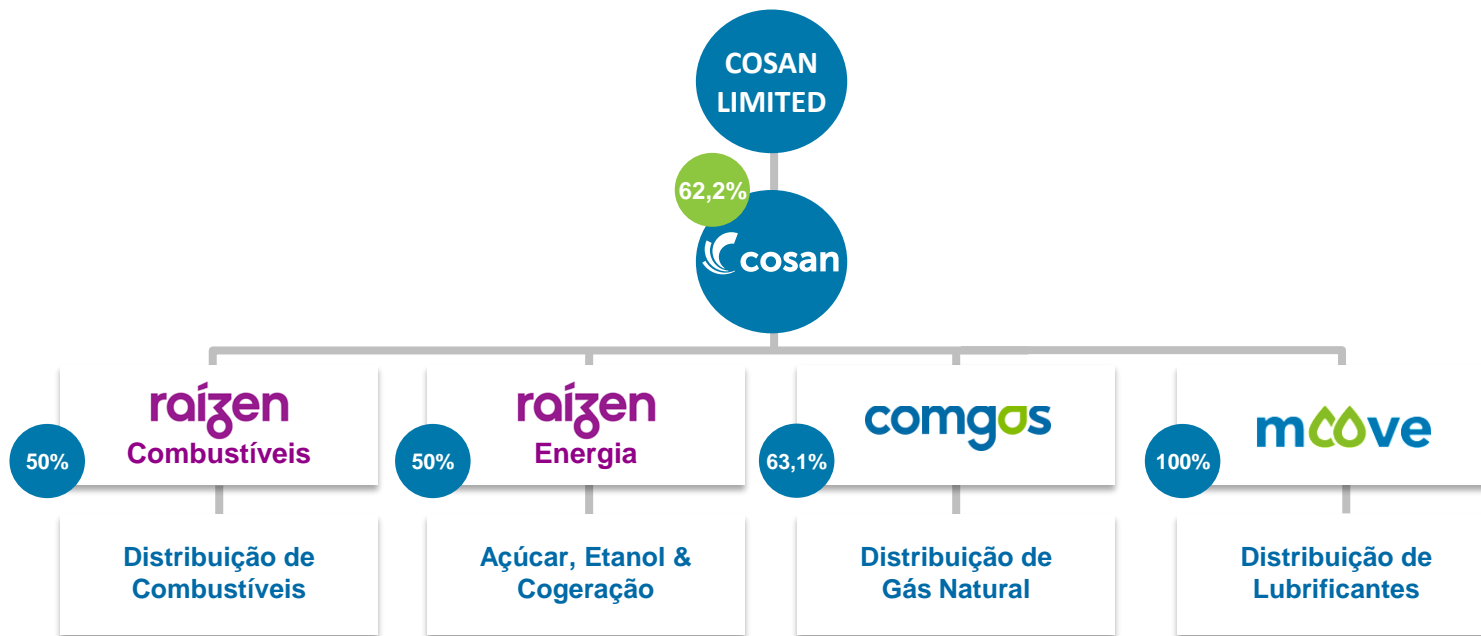 COSAN
LIMITED
62,2%
cosan
raízen
Combustíveis
50%
raízen
Energia
50%
comgas
63,1%
moove
100%
Distribuição de
Combustíveis
Açúcar, Etanol &
Cogeração
Distribuição de
Gás Natural
Distribuição de
Lubrificantes